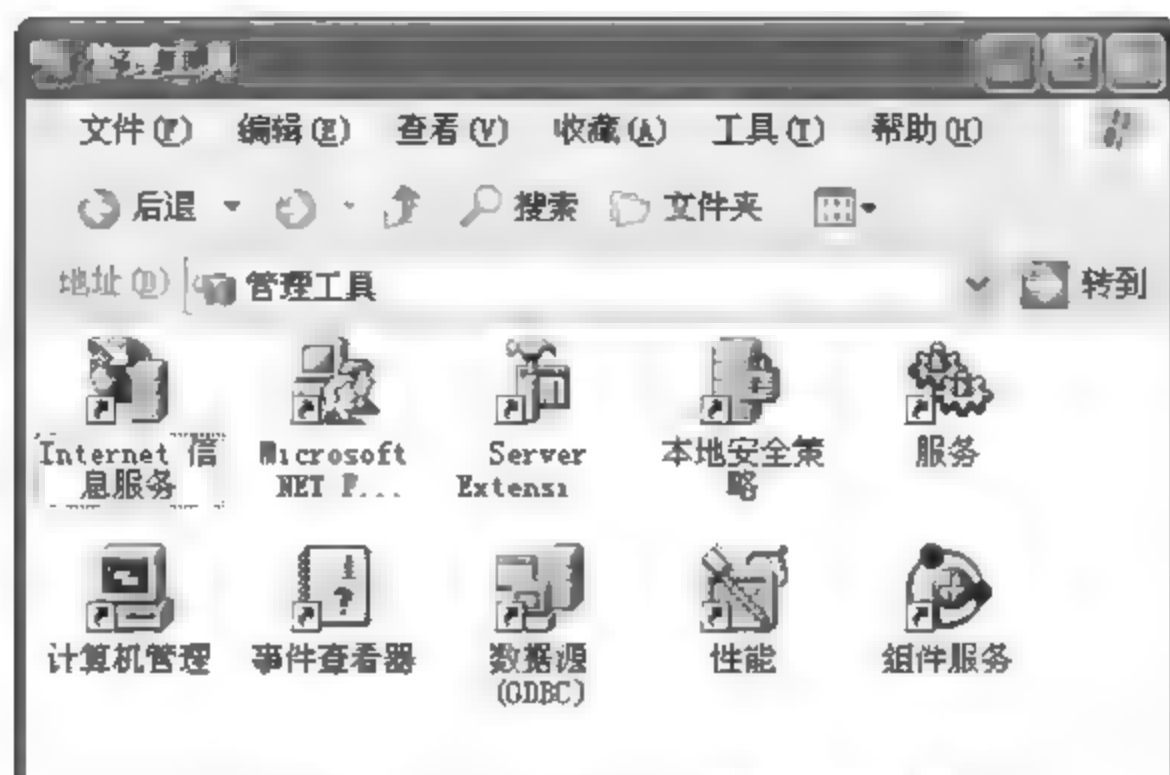 管理工具
文件(F) 编辑(E) 查看(V) 收藏(A) 工具(T) 帮助(H)
后退 搜索 文件夹
地址(D) 管理工具 转到
Internet 信息服务
Microsoft .NET F...
Server Extensi
本地安全策略
服务
计算机管理
事件查看器
数据源 (ODBC)
性能
组件服务